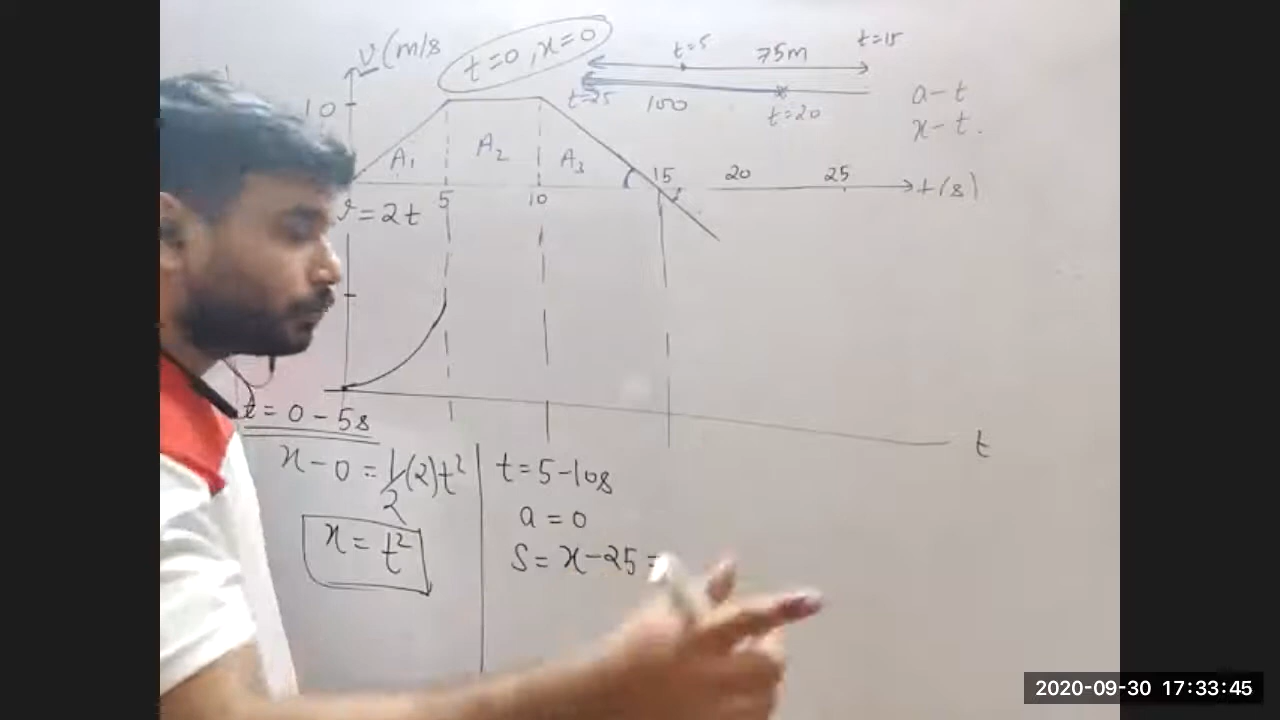 v(m/s
t=0, x=0
t=5
75m
t=15
10
t=25
100
t=20
a-t
x-t.
A₁
A₂
A₃
5
10
15
20
25
t(s)
v=2t
t
t=0-5s
x-0=1/2(2)t²
x=t²
t=5-10s
a=0
S=x-25=
2020-09-30 17:33:45